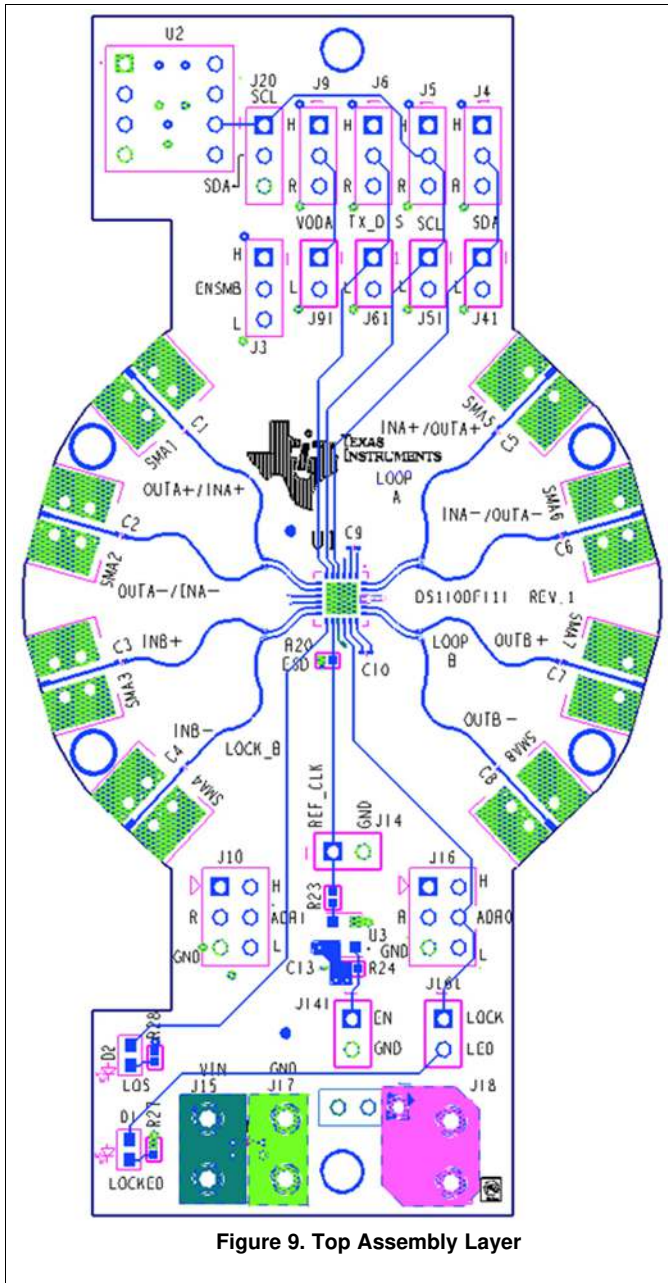 U2
J20
SCL
J9
J6
J5
J4
H
H
H
H
SDA
R
R
R
R
VODA
TX_D
S
SCL
SDA
H
ENSMB
L
L
L
L
L
J3
J91
J61
J51
J41
SMA1
C1
INA+/OUTA+
SMA5
C5
TEXAS
INSTRUMENTS
LOOP
A
OUTA+/INA+
INA-/OUTA-
SMA6
C2
C6
SMA2
U1
C9
OUTA-/INA-
DS110DF111 REV.1
SMA7
C3
INB+
R20
ESD
C10
LOOP
B
OUTB+
C7
SMA3
INB-
OUTB-
C4
LOCK_B
SMA8
SMA4
C8
REF_CLK
GND
J14
J10
J16
H
H
R
ADR1
R
ADR0
GND
L
GND
L
R23
U3
C13
R24
J141
J161
EN
GND
LOCK
LED
R28
D2
LOS
VIN
J15
GND
J17
J18
D1
R27
LOCKED
Figure 9. Top Assembly Layer